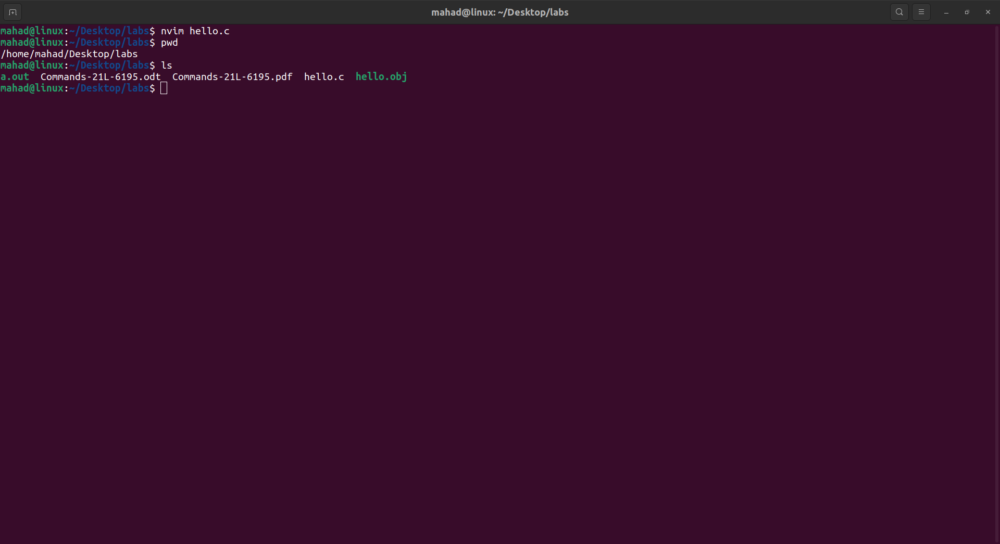 mahad@linux: ~/Desktop/labs
mahad@linux:~/Desktop/labs$ nvim hello.c
mahad@linux:~/Desktop/labs$ pwd
/home/mahad/Desktop/labs
mahad@linux:~/Desktop/labs$ ls
a.out  Commands-21L-6195.odt  Commands-21L-6195.pdf  hello.c  hello.obj
mahad@linux:~/Desktop/labs$